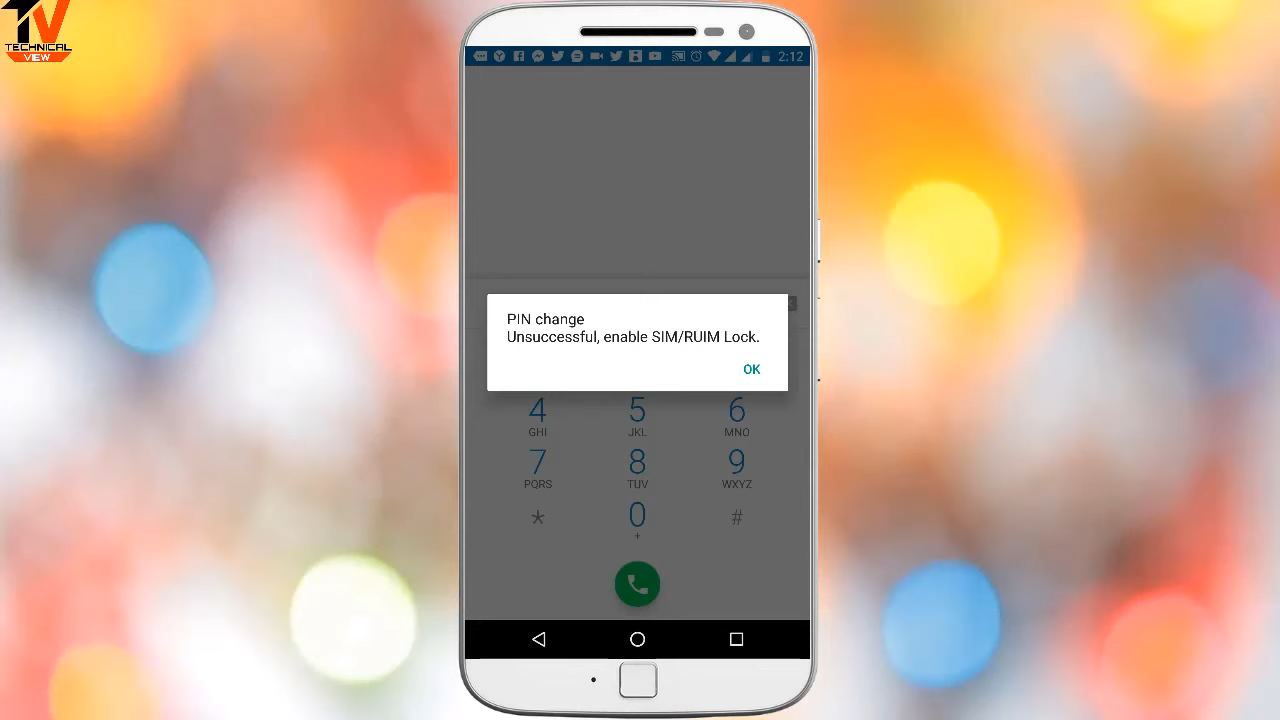 TV
TECHNICAL
VIEW
2:12
PIN change
Unsuccessful, enable SIM/RUIM Lock.
OK
4 5 6
GHI JKL MNO
7 8 9
PQRS TUV WXYZ
* 0 #
+